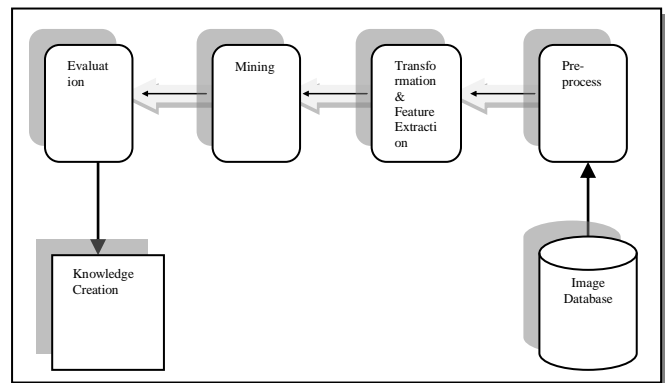 Evaluat
ion
Mining
Transfo
rmation
&
Feature
Extracti
on
Pre-
process
Knowledge
Creation
Image
Database